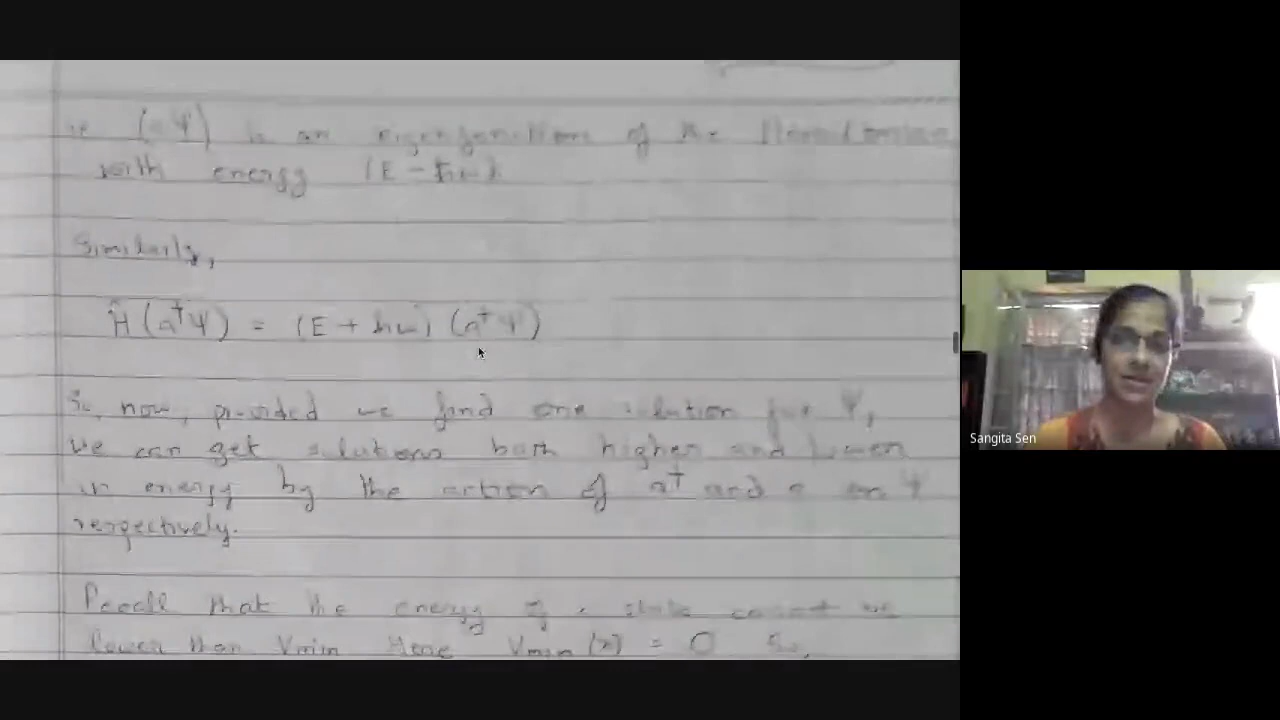 ie (aΨ) is an eigenfunction of the Hamiltonian
with energy (E - ħω)
Similarly,
Ĥ(a†Ψ) = (E + ħω) (a†Ψ)
So, now, provided we find one solution for Ψ,
we can get solutions both higher and lower
in energy by the action of a† and a on Ψ
respectively.
Recall that the energy of a state cannot be
lower than Vmin. Here Vmin(x) = 0 So,
Sangita Sen